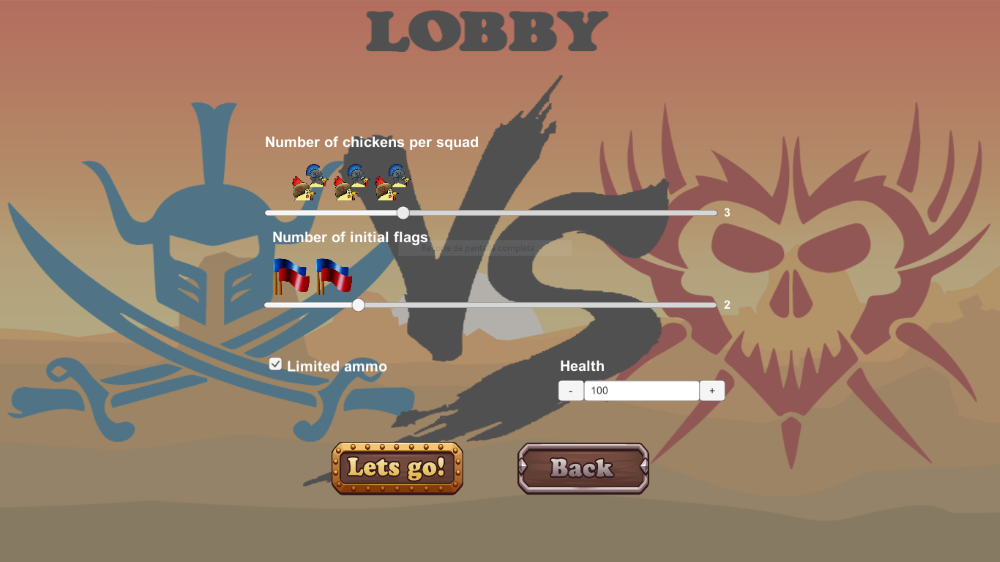 LOBBY
VS
Number of chickens per squad
3
Number of initial flags
2
Limited ammo
Health
- 100 +
Lets go!
Back